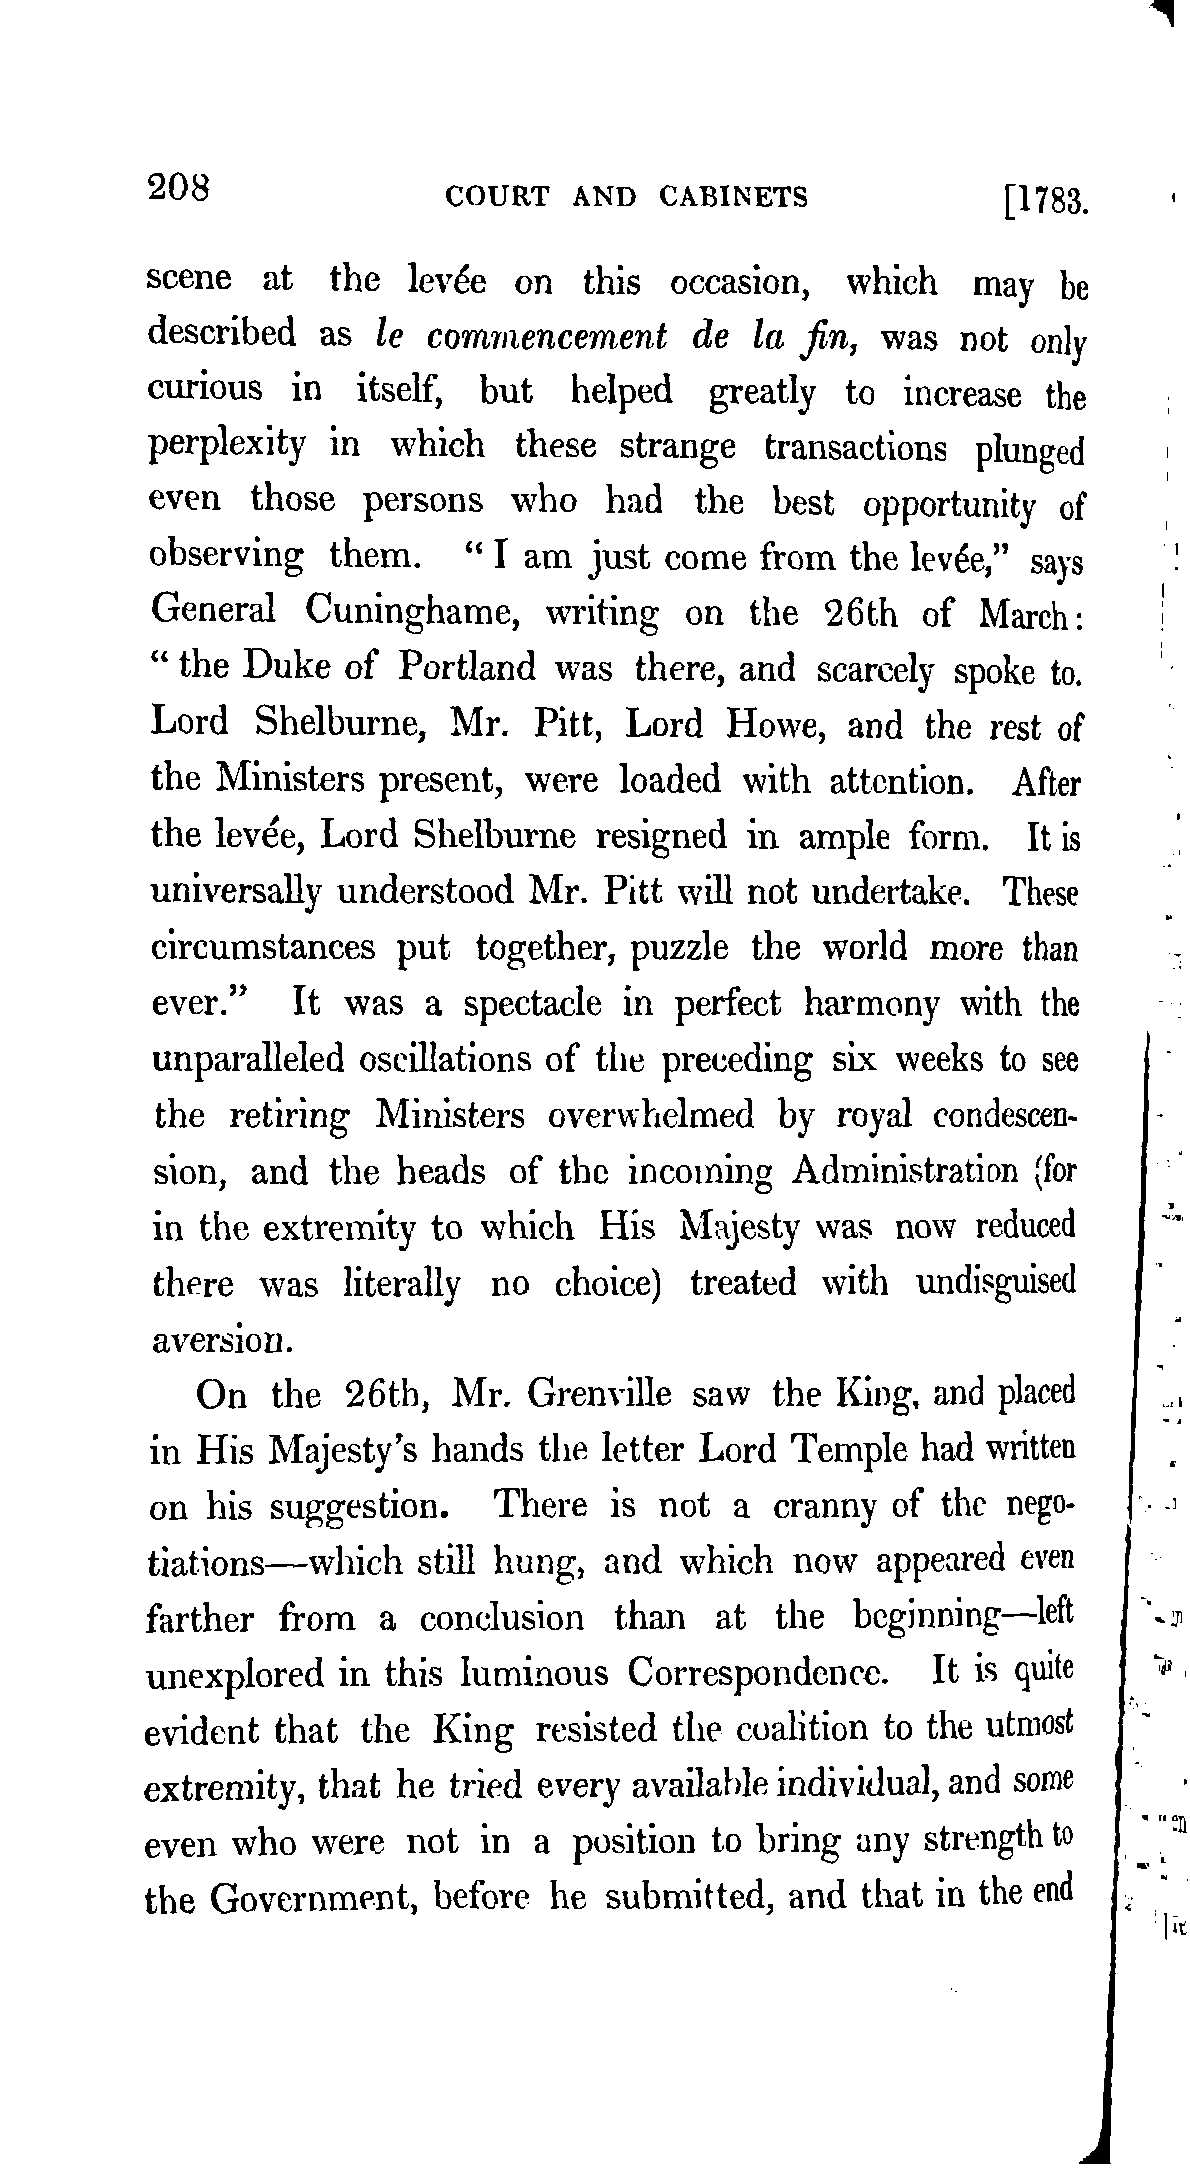 208 COURT AND CABINETS [1783.
scene at the levée on this occasion, which may be
described as le commencement de la fin, was not only
curious in itself, but helped greatly to increase the
perplexity in which these strange transactions plunged
even those persons who had the best opportunity of
observing them. “I am just come from the levée,” says
General Cuninghame, writing on the 26th of March:
“the Duke of Portland was there, and scarcely spoke to.
Lord Shelburne, Mr. Pitt, Lord Howe, and the rest of
the Ministers present, were loaded with attention. After
the levée, Lord Shelburne resigned in ample form. It is
universally understood Mr. Pitt will not undertake. These
circumstances put together, puzzle the world more than
ever.” It was a spectacle in perfect harmony with the
unparalleled oscillations of the preceding six weeks to see
the retiring Ministers overwhelmed by royal condescen-
sion, and the heads of the incoming Administration (for
in the extremity to which His Majesty was now reduced
there was literally no choice) treated with undisguised
aversion.
On the 26th, Mr. Grenville saw the King, and placed
in His Majesty’s hands the letter Lord Temple had written
on his suggestion. There is not a cranny of the nego-
tiations—which still hung, and which now appeared even
farther from a conclusion than at the beginning—left
unexplored in this luminous Correspondence. It is quite
evident that the King resisted the coalition to the utmost
extremity, that he tried every available individual, and some
even who were not in a position to bring any strength to
the Government, before he submitted, and that in the end